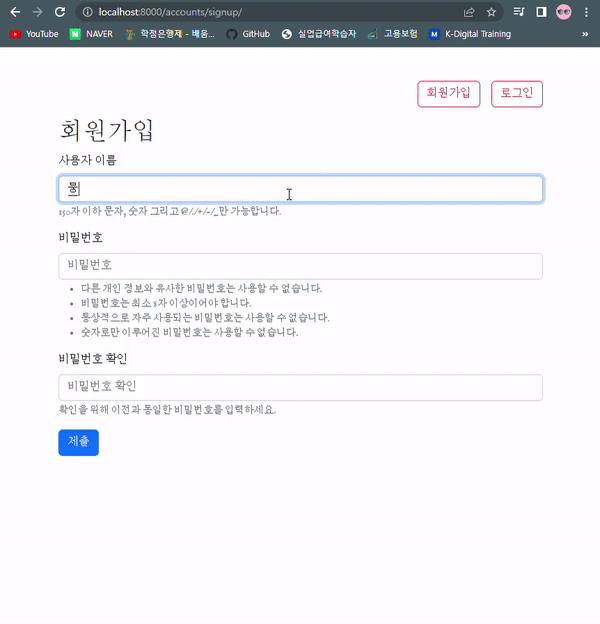 localhost:8000/accounts/signup/
YouTube NAVER 학점은행제 - 배움... GitHub 실업급여학습자 고용보험 K-Digital Training »
회원가입 로그인
회원가입
사용자 이름
150자 이하 문자, 숫자 그리고 @/./+/-/_만 가능합니다.
비밀번호
비밀번호
다른 개인 정보와 유사한 비밀번호는 사용할 수 없습니다.
비밀번호는 최소 8자 이상이어야 합니다.
통상적으로 자주 사용되는 비밀번호는 사용할 수 없습니다.
숫자로만 이루어진 비밀번호는 사용할 수 없습니다.
비밀번호 확인
비밀번호 확인
확인을 위해 이전과 동일한 비밀번호를 입력하세요.
제출